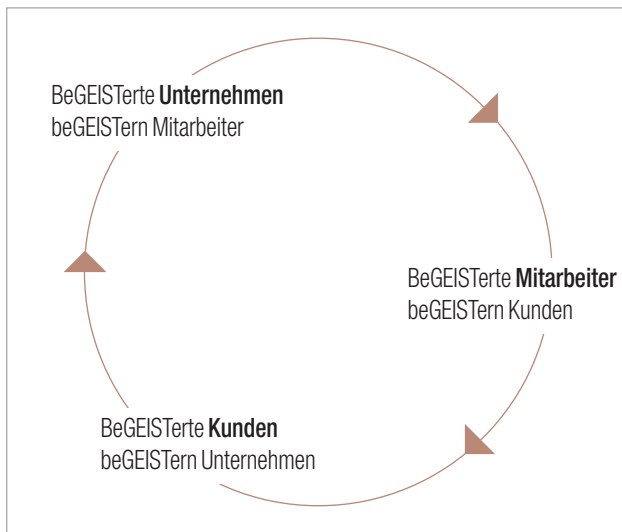 BeGEISTerte Unternehmen
beGEISTern Mitarbeiter
BeGEISTerte Mitarbeiter
beGEISTern Kunden
BeGEISTerte Kunden
beGEISTern Unternehmen